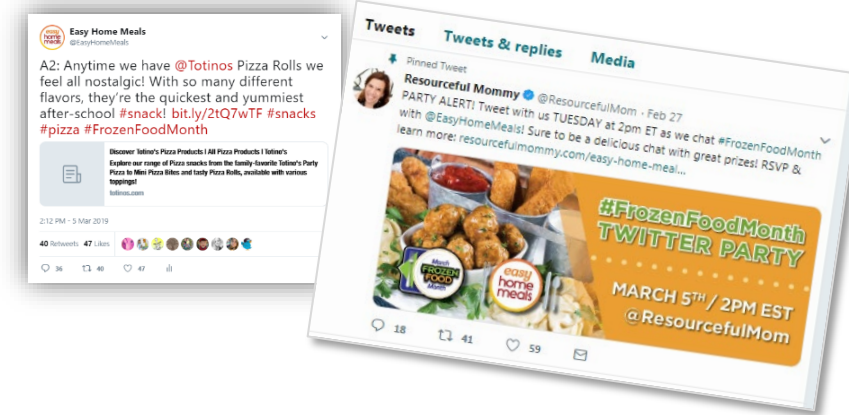 easy home meals
Easy Home Meals
@EasyHomeMeals
A2: Anytime we have @Totinos Pizza Rolls we
feel all nostalgic! With so many different
flavors, they're the quickest and yummiest
after-school #snack! bit.ly/2tQ7wTF #snacks
#pizza #FrozenFoodMonth
Discover Totino's Pizza Products | All Pizza Products | Totino's
Explore our range of Pizza snacks from the family-favorite Totino's Party
Pizza to Mini Pizza Bites and tasty Pizza Rolls, available with various
toppings!
totinos.com
2:12 PM - 5 Mar 2019
40 Retweets 47 Likes
36 40 47
Tweets Tweets & replies Media
Pinned Tweet
Resourceful Mommy @ResourcefulMom · Feb 27
PARTY ALERT! Tweet with us TUESDAY at 2pm ET as we chat #FrozenFoodMonth
with @EasyHomeMeals! Sure to be a delicious chat with great prizes! RSVP &
learn more: resourcefulmommy.com/easy-home-meal...
#FrozenFoodMonth
TWITTER PARTY
MARCH 5TH / 2PM EST
@ResourcefulMom
March
FROZEN
FOOD
Month
easy
home
meals
18 41 59